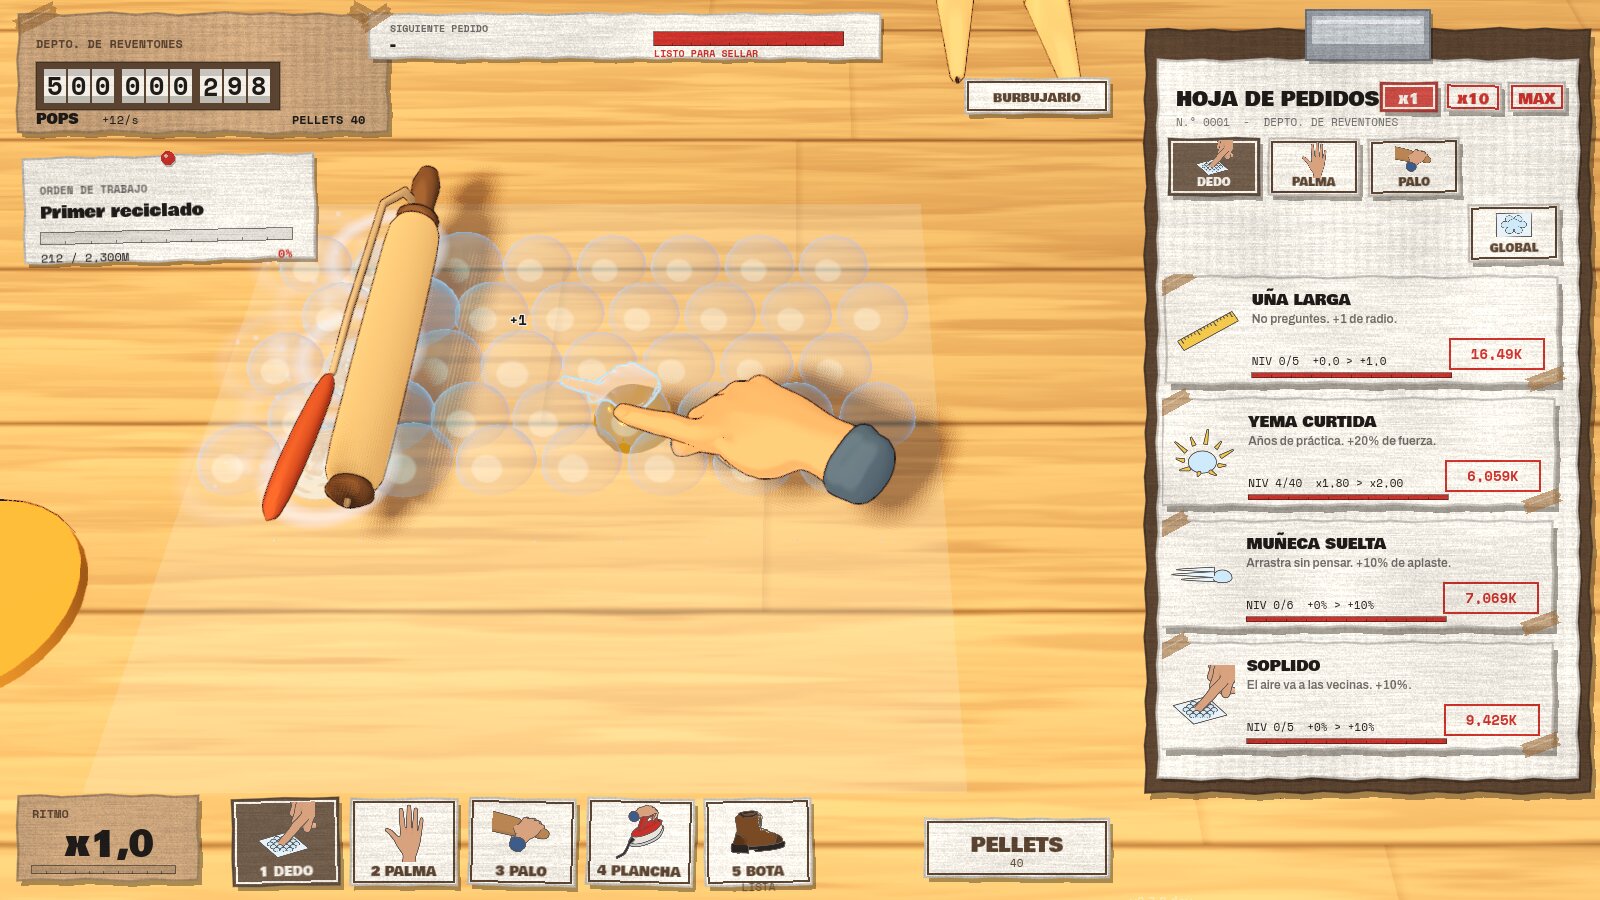 DEPTO. DE REVENTONES
500 000 298
POPS +12/s PELLETS 40
SIGUIENTE PEDIDO
-
LISTO PARA SELLAR
BURBUJARIO
ORDEN DE TRABAJO
Primer reciclado
212 / 2,300M 0%
+1
HOJA DE PEDIDOS x1 x10 MAX
N.° 0001 - DEPTO. DE REVENTONES
DEDO PALMA PALO
GLOBAL
UÑA LARGA
No preguntes. +1 de radio.
NIV 0/5 +0,0 > +1,0 16,49K
YEMA CURTIDA
Años de práctica. +20% de fuerza.
NIV 4/40 x1,80 > x2,00 6,059K
MUÑECA SUELTA
Arrastra sin pensar. +10% de aplaste.
NIV 0/6 +0% > +10% 7,069K
SOPLIDO
El aire va a las vecinas. +10%.
NIV 0/5 +0% > +10% 9,425K
RITMO
x1,0
1 DEDO 2 PALMA 3 PALO 4 PLANCHA 5 BOTA
LISTA
PELLETS
40